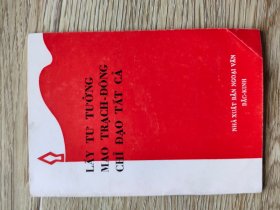 LẤY TƯ TƯỞNG
MAO TRẠCH-ĐÔNG
CHỈ ĐẠO TẤT CẢ
NHÀ XUẤT BẢN NGOẠI VĂN
BẮC-KINH